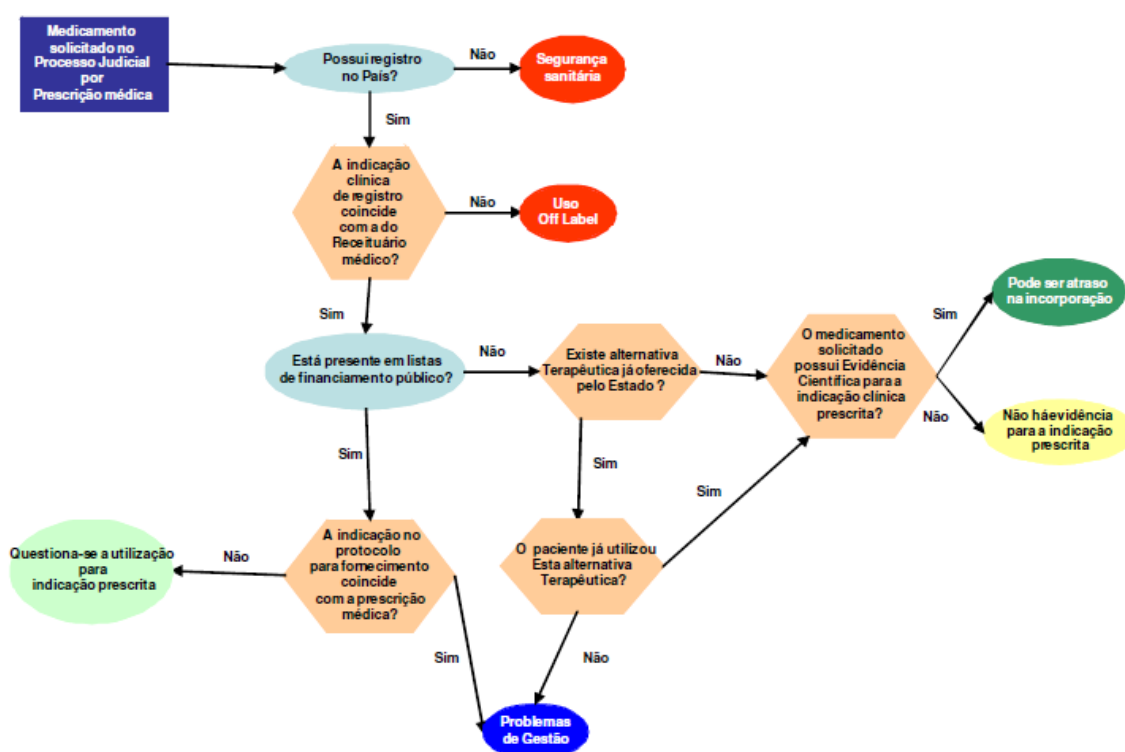 Medicamento
solicitado no
Processo Judicial
por
Prescrição médica
Possui registro
no País?
Não
Segurança
sanitária
Sim
A indicação
clínica
de registro
coincide
com a do
Receituário
médico?
Não
Uso
Off Label
Sim
Está presente em listas
de financiamento público?
Não
Existe alternativa
Terapêutica já oferecida
pelo Estado ?
Não
O medicamento
solicitado
possui Evidência
Científica para a
indicação clínica
prescrita?
Sim
Pode ser atraso
na incorporação
Não
Não háevidência
para a indicação
prescrita
Sim
Sim
Sim
A indicação no
protocolo
para fornecimento
coincide
com a prescrição
médica?
Não
Questiona-se a utilização
para
indicação prescrita
O paciente já utilizou
Esta alternativa
Terapêutica?
Sim
Não
Problemas
de Gestão